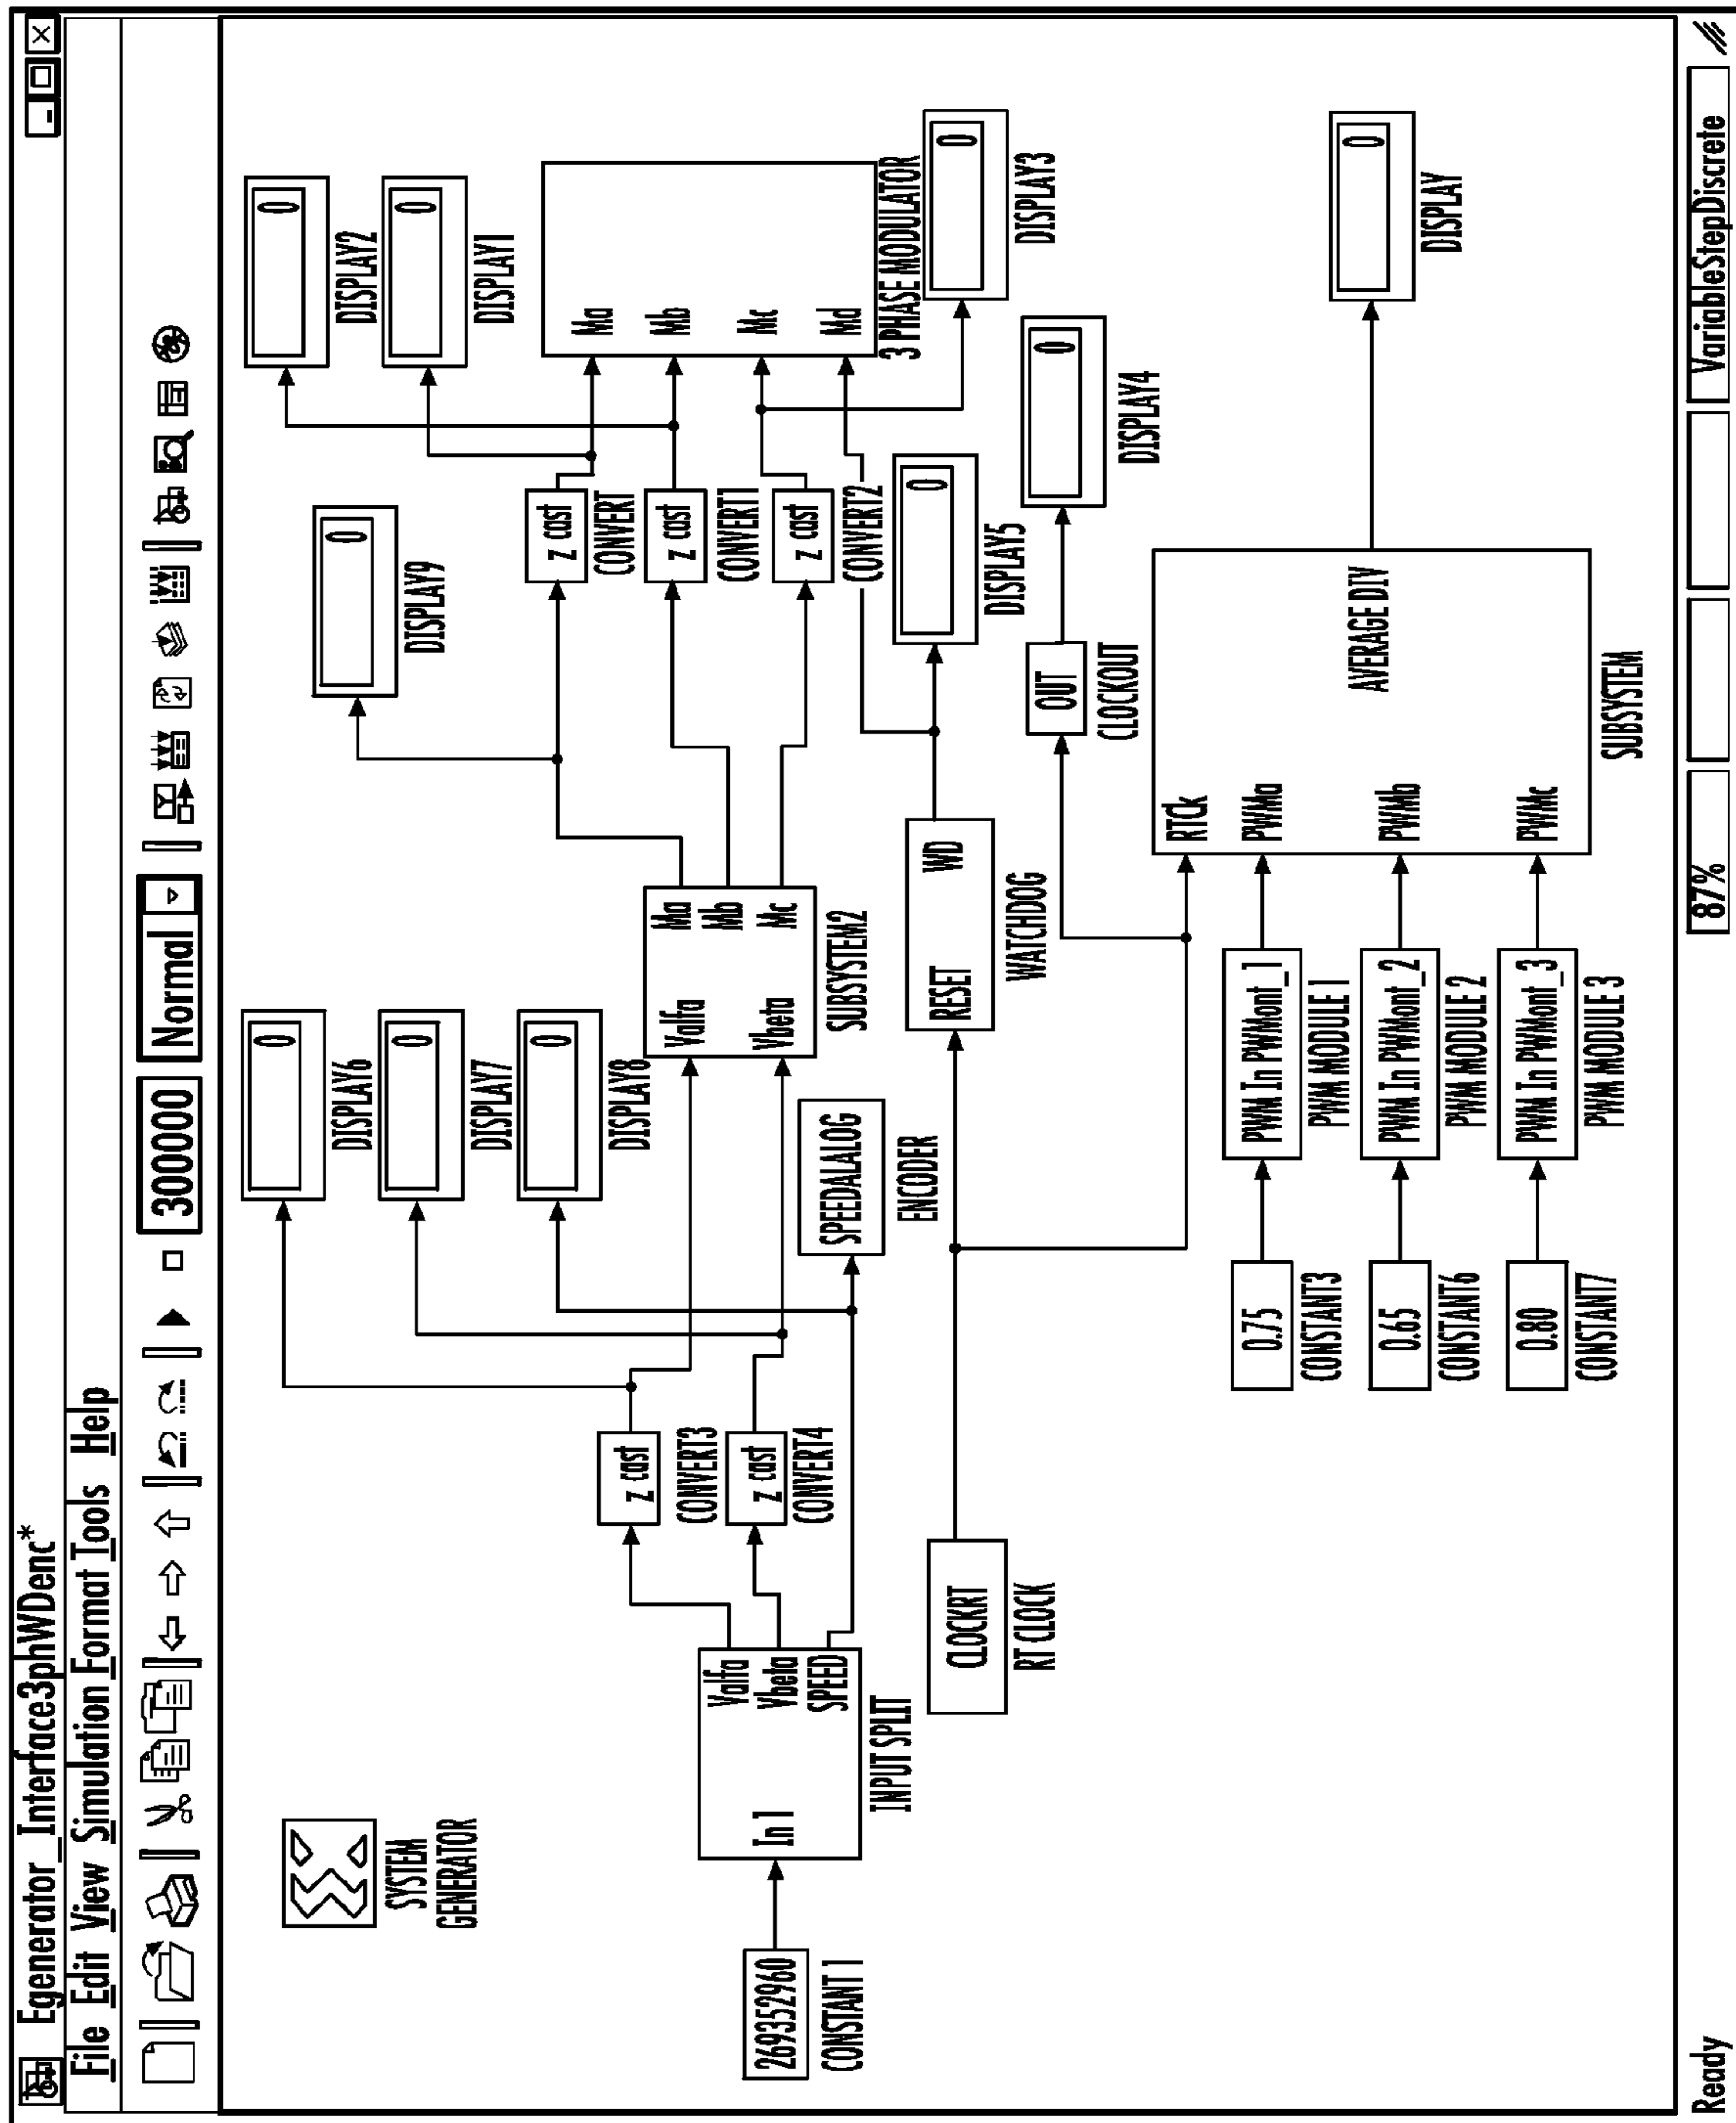 Egenerator_Interface3phWDenc*
File Edit View Simulation Format Tools Help
300000
Normal
SYSTEM
GENERATOR
269352960
CONSTANT 1
In1
Valfa
Vbeta
SPEED
INPUT SPLIT
z cast
CONVERT3
z cast
CONVERT4
0
DISPLAY6
0
DISPLAY7
0
DISPLAY8
SPEEDALALOG
ENCODER
Valfa
Vbeta
Ma
Mb
Mc
SUBSYSTEM2
0
DISPLAY9
z cast
CONVERT
z cast
CONVERT1
z cast
CONVERT2
0
DISPLAY2
0
DISPLAY1
Ma
Mb
Mc
Md
3 PHASE MODULATOR
0
DISPLAY3
CLOCKRT
RT CLOCK
RESET
WD
WATCHDOG
0
DISPLAY5
OUT
CLOCKOUT
0
DISPLAY4
0.75
CONSTANT3
0.65
CONSTANT6
0.80
CONSTANT7
PWM In PWMont_1
PWM MODULE 1
PWM In PWMont_2
PWM MODULE 2
PWM In PWMont_3
PWM MODULE 3
RTCk
PWMa
PWMb
PWMc
AVERAGE DIV
SUBSYSTEM
0
DISPLAY
Ready
87%
VariableStepDiscrete